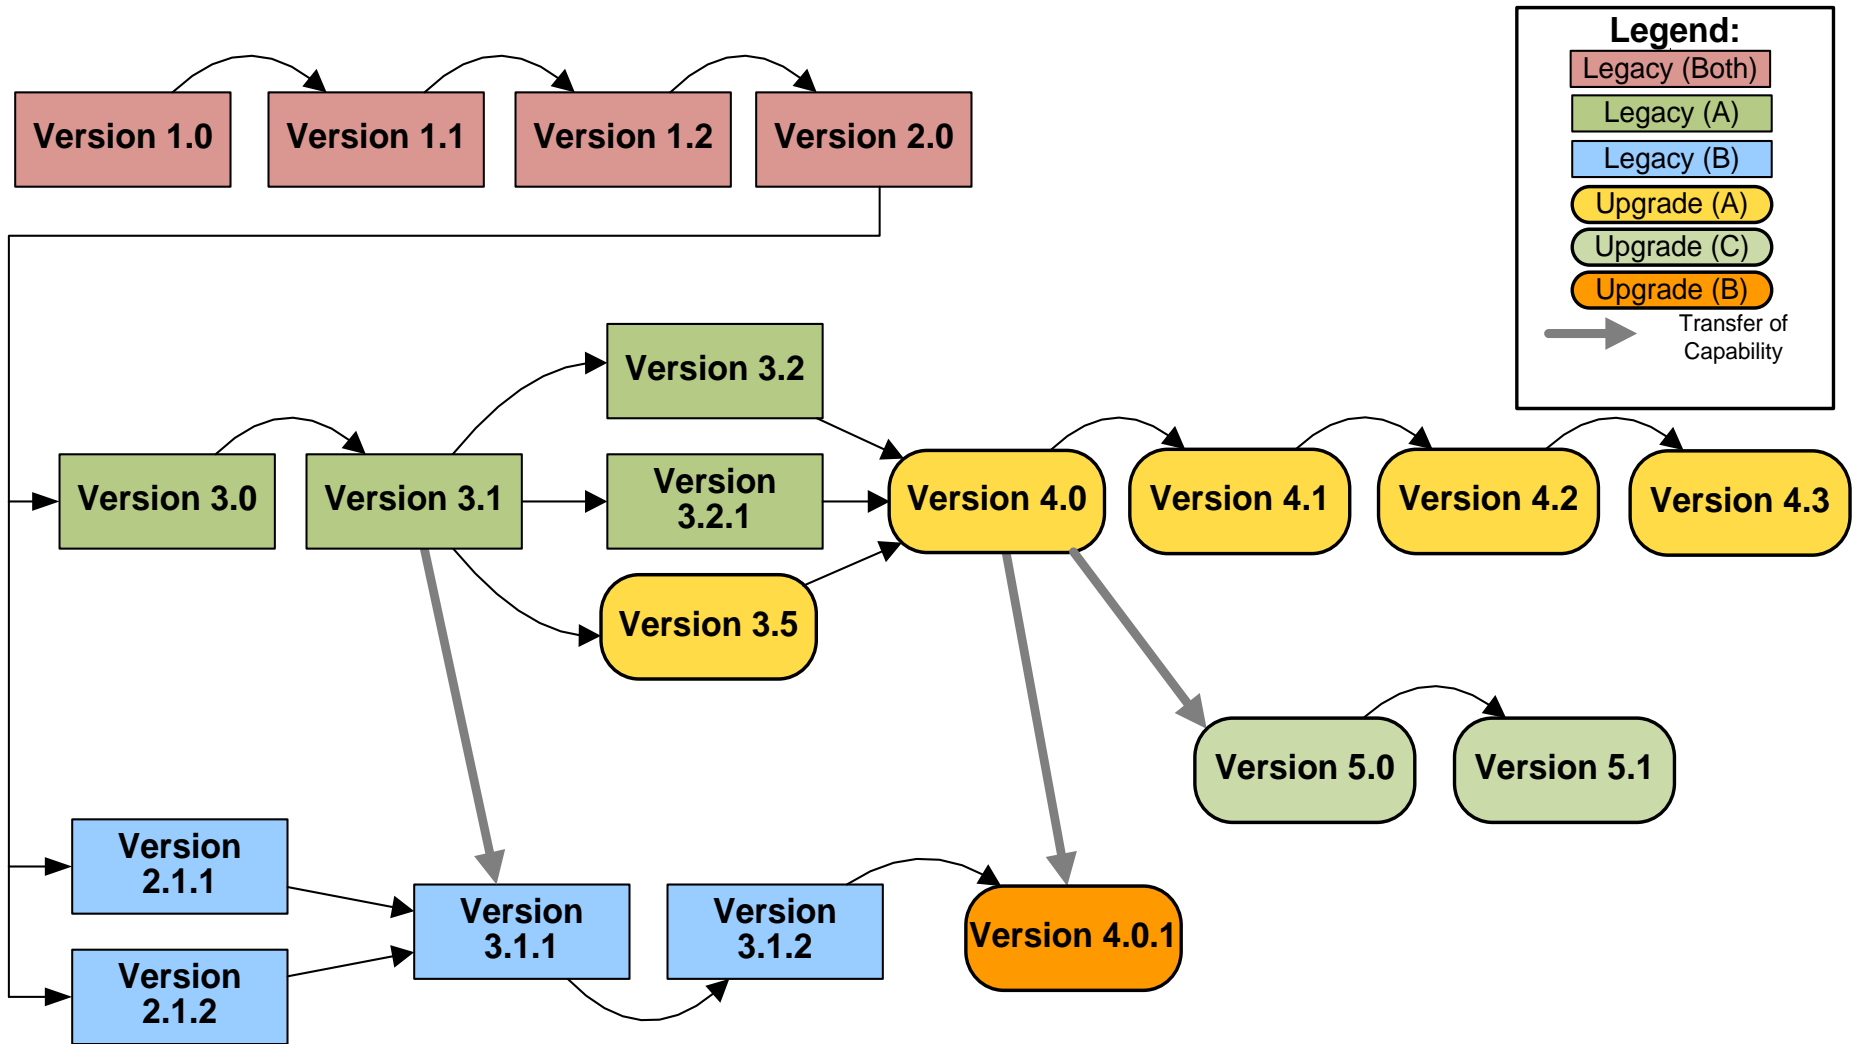 Legend:
Legacy (Both)
Legacy (A)
Legacy (B)
Upgrade (A)
Upgrade (C)
Upgrade (B)
Transfer of
Capability
Version 1.0
Version 1.1
Version 1.2
Version 2.0
Version 3.2
Version 3.0
Version 3.1
Version
3.2.1
Version 4.0
Version 4.1
Version 4.2
Version 4.3
Version 3.5
Version 5.0
Version 5.1
Version
2.1.1
Version
3.1.1
Version
3.1.2
Version 4.0.1
Version
2.1.2